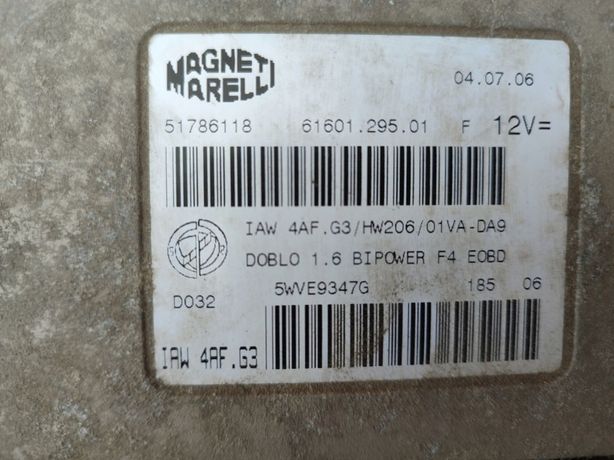 MAGNETI
MARELLI
04.07.06
51786118 61601.295.01 F 12V=
IAW 4AF.G3/HW206/01VA-DA9
DOBLO 1.6 BIPOWER F4 EOBD
D032 5WVE9347G 185 06
IAW 4AF.G3